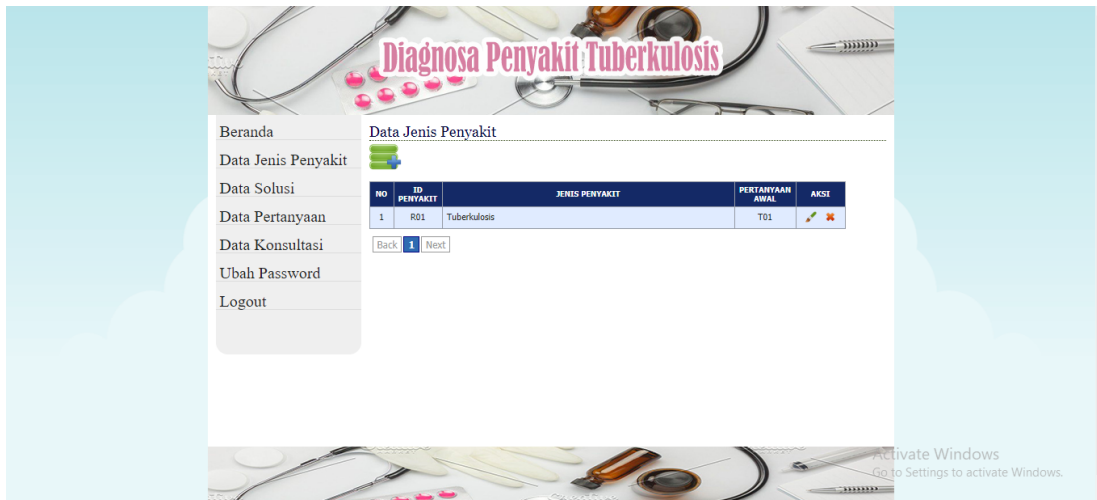 Diagnosa Penyakit Tuberkulosis
Beranda
Data Jenis Penyakit
Data Solusi
Data Pertanyaan
Data Konsultasi
Ubah Password
Logout
Data Jenis Penyakit
NO ID PENYAKIT JENIS PENYAKIT PERTANYAAN AWAL AKSI
1 R01 Tuberkulosis T01
Back 1 Next
Activate Windows
Go to Settings to activate Windows.